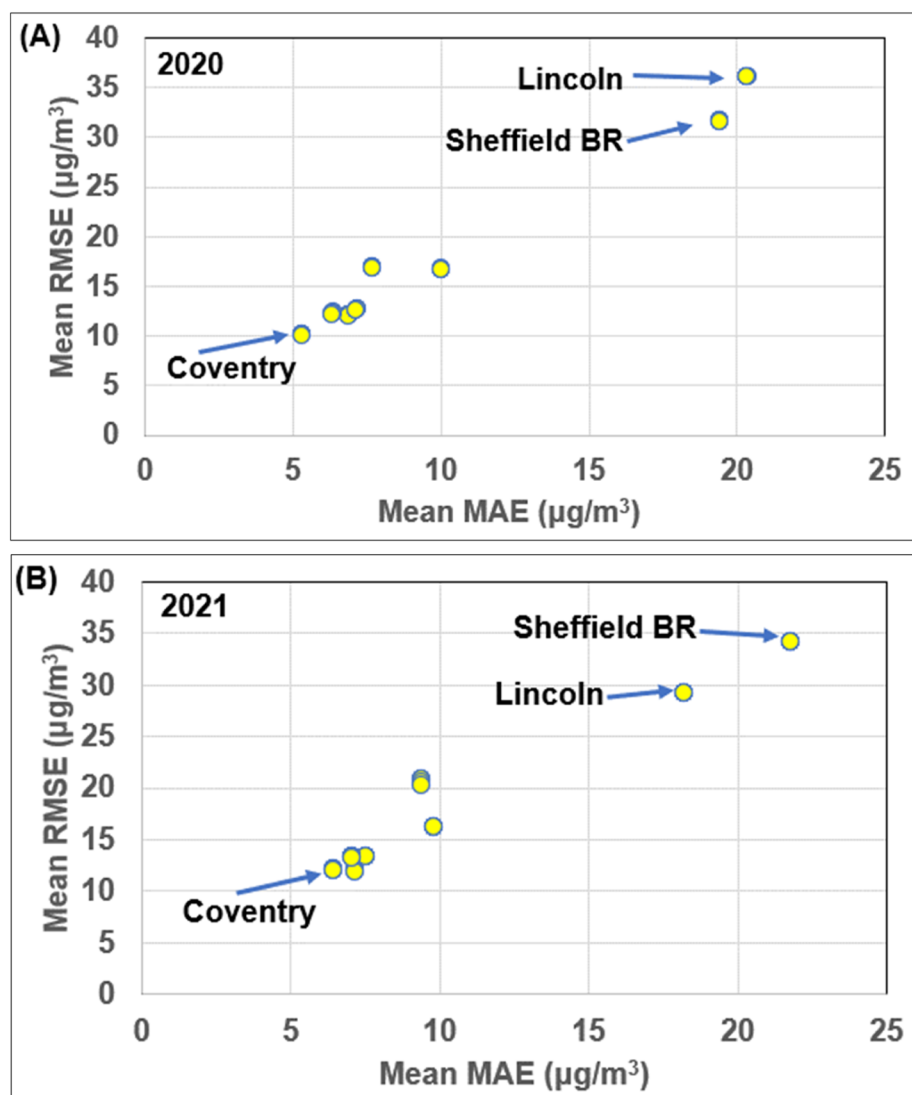 (A)
2020
40
35
30
25
20
15
10
5
0
Mean RMSE (µg/m³)
Lincoln
Sheffield BR
Coventry
0 5 10 15 20 25
Mean MAE (µg/m³)
(B)
2021
40
35
30
25
20
15
10
5
0
Mean RMSE (µg/m³)
Sheffield BR
Lincoln
Coventry
0 5 10 15 20 25
Mean MAE (µg/m³)